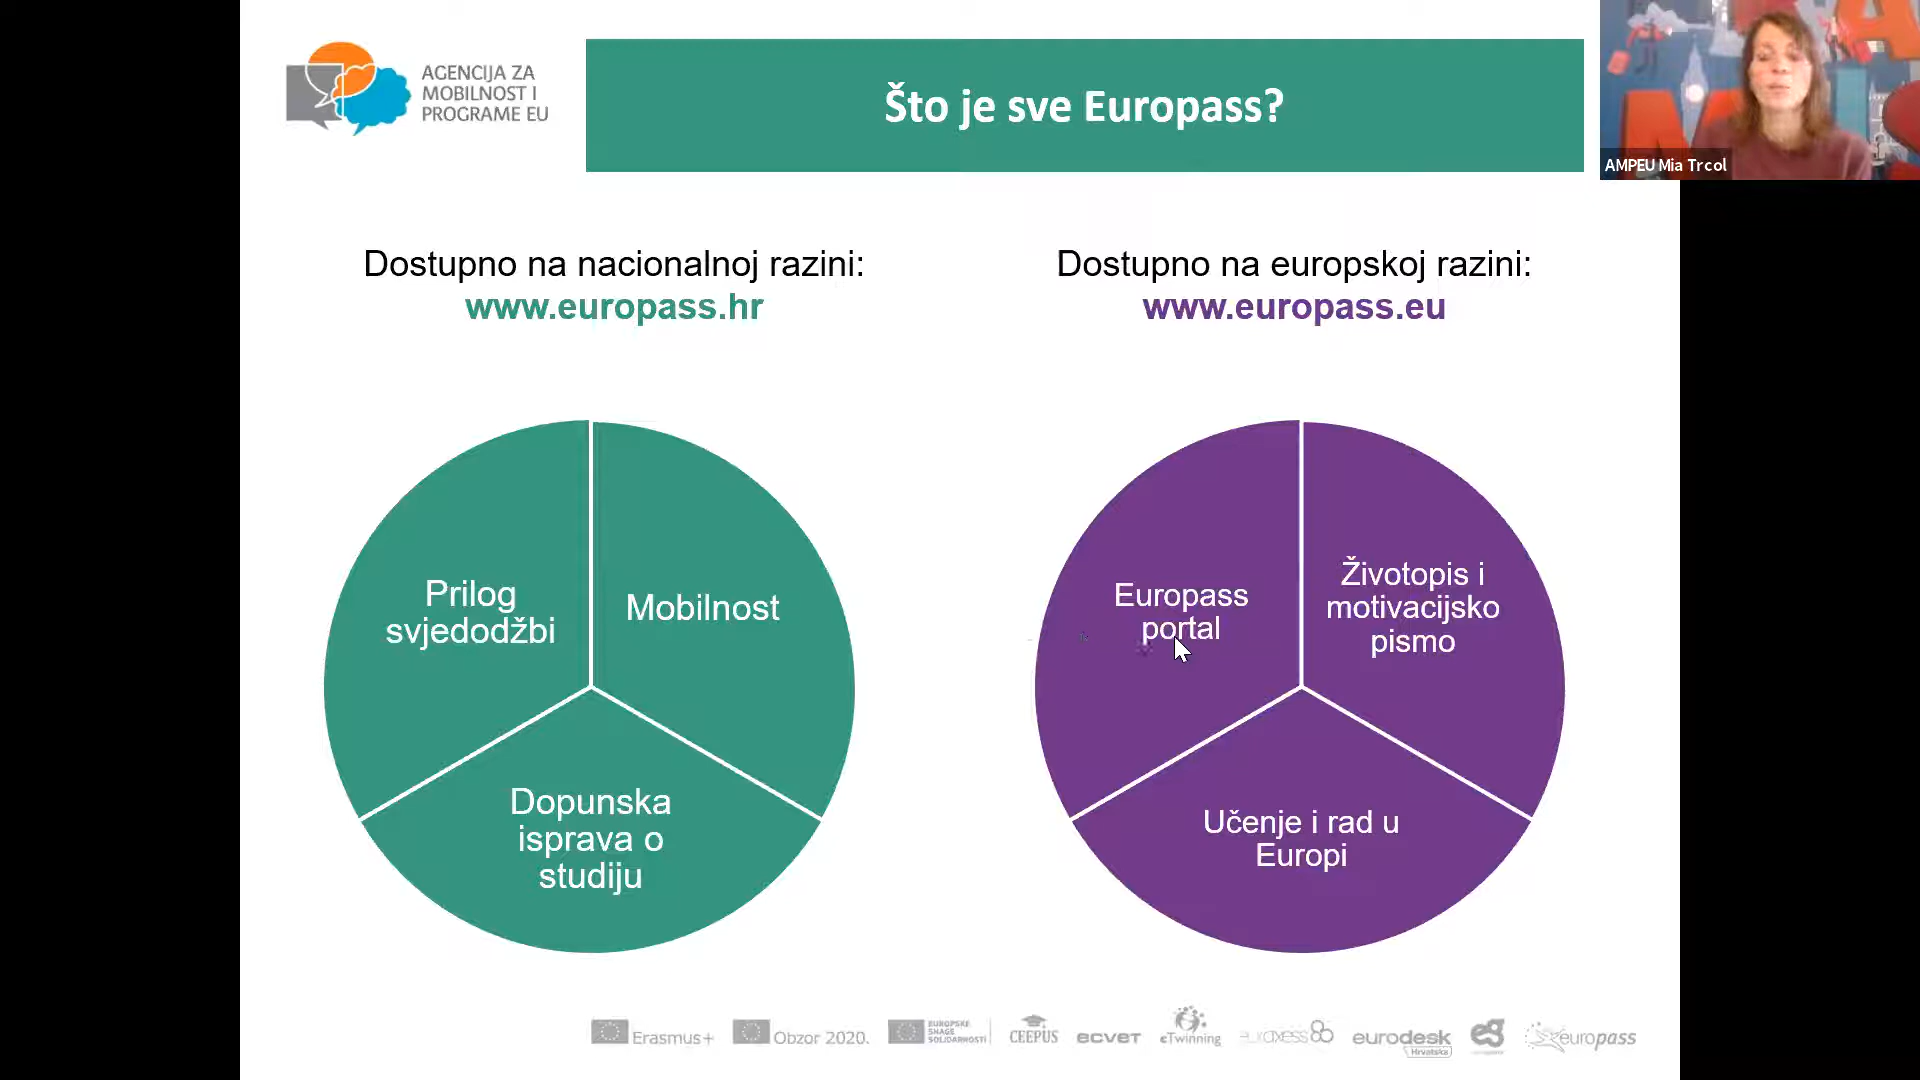 AGENCIJA ZA
MOBILNOST I
PROGRAME EU
Što je sve Europass?
AMPEU Mia Trcol
Dostupno na nacionalnoj razini:
www.europass.hr
Dostupno na europskoj razini:
www.europass.eu
Prilog
svjedodžbi
Mobilnost
Dopunska
isprava o
studiju
Europass
portal
Životopis i
motivacijsko
pismo
Učenje i rad u
Europi
Erasmus+
Obzor 2020.
EUROPSKE
SNAGE
SOLIDARNOSTI
CEEPUS
ecvet
eTwinning
euraxess
eurodesk
Hrvatska
europass